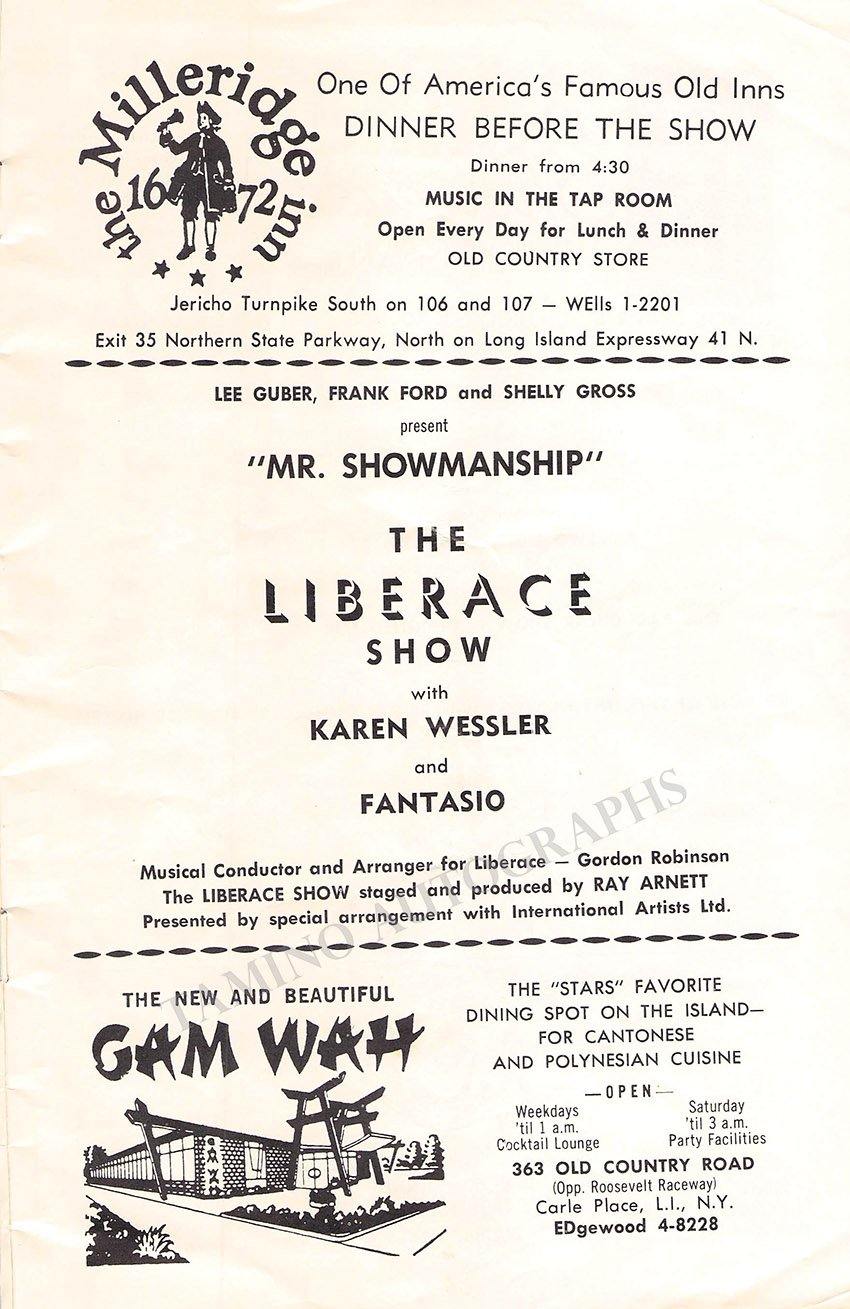 the Milleridge inn
1672
One Of America's Famous Old Inns
DINNER BEFORE THE SHOW
Dinner from 4:30
MUSIC IN THE TAP ROOM
Open Every Day for Lunch & Dinner
OLD COUNTRY STORE
Jericho Turnpike South on 106 and 107 — WElls 1-2201
Exit 35 Northern State Parkway, North on Long Island Expressway 41 N.
LEE GUBER, FRANK FORD and SHELLY GROSS
present
"MR. SHOWMANSHIP"
THE
LIBERACE
SHOW
with
KAREN WESSLER
and
FANTASIO
Musical Conductor and Arranger for Liberace — Gordon Robinson
The LIBERACE SHOW staged and produced by RAY ARNETT
Presented by special arrangement with International Artists Ltd.
TAMINO AUTOGRAPHS
THE NEW AND BEAUTIFUL
GAM WAH
GAM WAH
THE "STARS" FAVORITE
DINING SPOT ON THE ISLAND—
FOR CANTONESE
AND POLYNESIAN CUISINE
—OPEN—
Weekdays
'til 1 a.m.
Cocktail Lounge
Saturday
'til 3 a.m.
Party Facilities
363 OLD COUNTRY ROAD
(Opp. Roosevelt Raceway)
Carle Place, L.I., N.Y.
EDgewood 4-8228